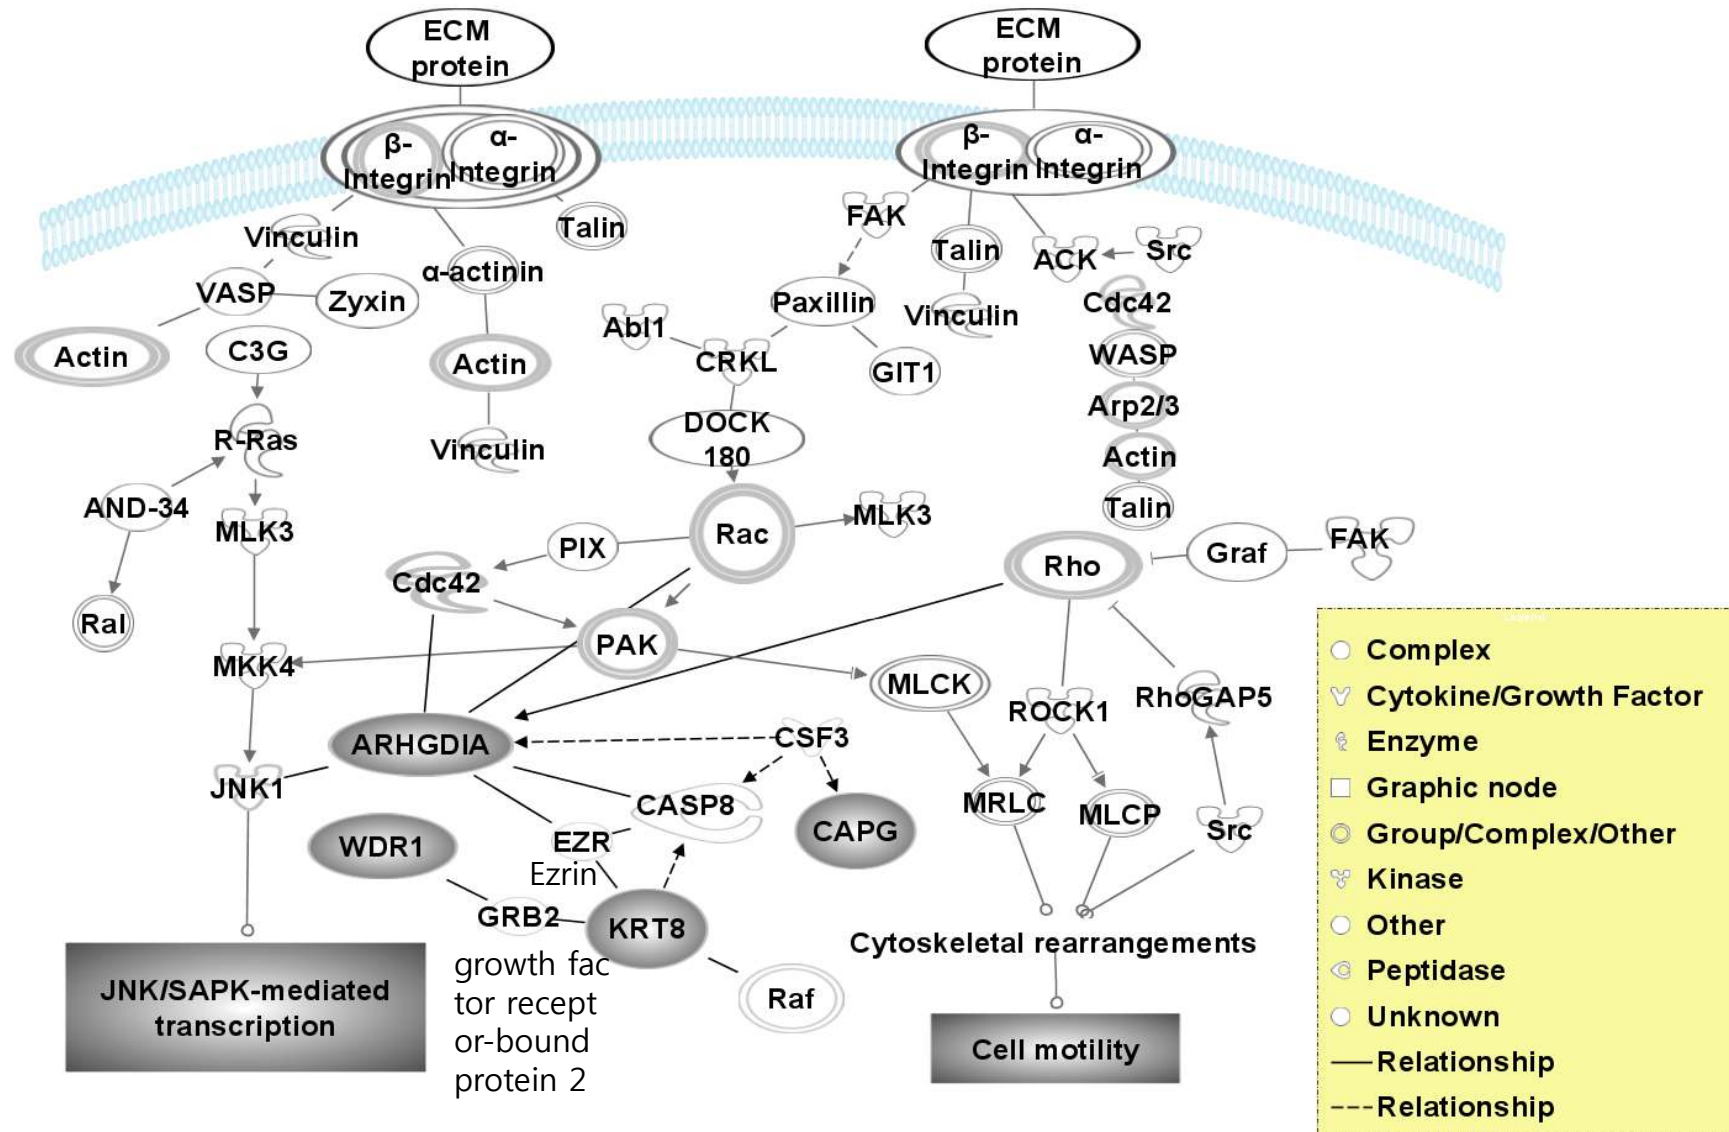 ECM
protein
ECM
protein
β-
Integrin
α-
Integrin
β-
Integrin
α-
Integrin
Vinculin
Talin
FAK
Talin
ACK
Src
VASP
Zyxin
α-actinin
Paxillin
Vinculin
Cdc42
Actin
C3G
Actin
Abl1
CRKL
GIT1
WASP
Arp2/3
R-Ras
Vinculin
DOCK
180
Actin
AND-34
MLK3
PIX
Rac
MLK3
Talin
Cdc42
Rho
Graf
FAK
Ral
MKK4
PAK
MLCK
ROCK1
RhoGAP5
ARHGDIA
CSF3
JNK1
CASP8
CAPG
MRLC
MLCP
Src
WDR1
EZR
Ezrin
GRB2
KRT8
growth fac
tor recept
or-bound
protein 2
Raf
Cytoskeletal rearrangements
JNK/SAPK-mediated
transcription
Cell motility
Complex
Cytokine/Growth Factor
Enzyme
Graphic node
Group/Complex/Other
Kinase
Other
Peptidase
Unknown
Relationship
Relationship